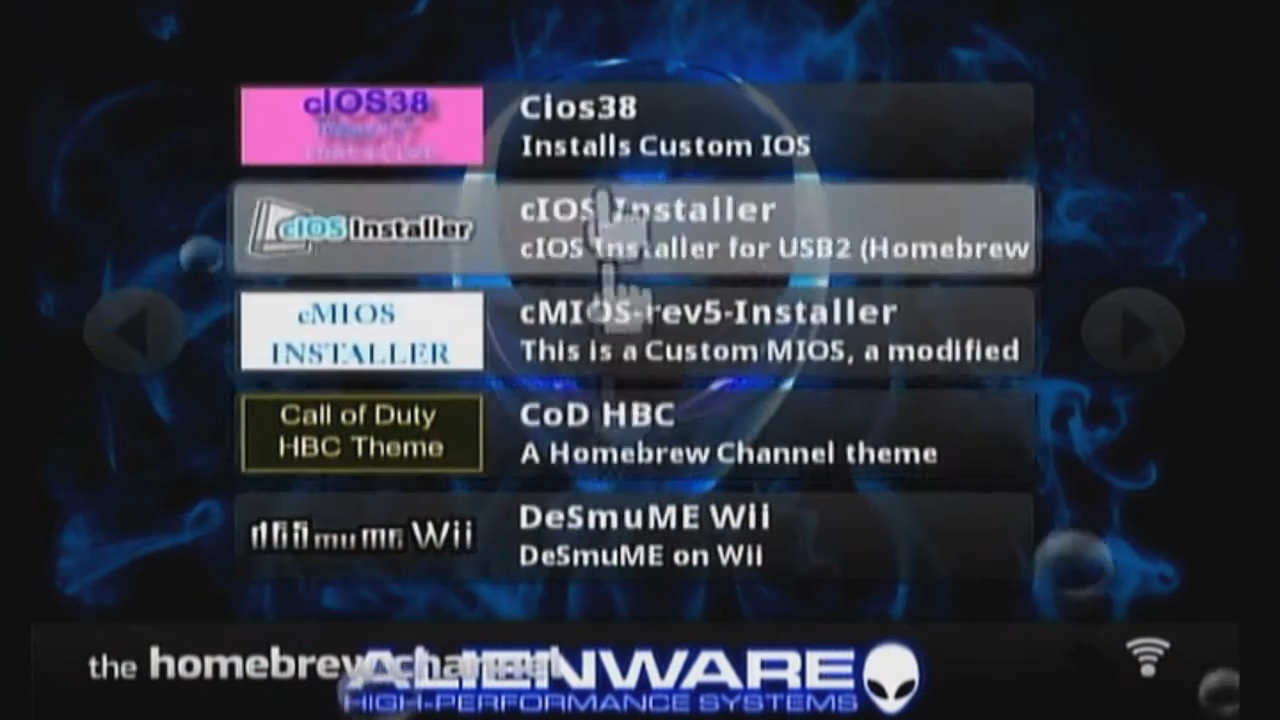 cIOS38
Cios38
Installs Custom IOS
cIOS Installer
cIOS Installer
cIOS Installer for USB2 (Homebrew
cMIOS
INSTALLER
cMIOS-rev5-Installer
This is a Custom MIOS, a modified
Call of Duty
HBC Theme
CoD HBC
A Homebrew Channel theme
Wii
DeSmuME Wii
DeSmuME on Wii
the homebrew channel
ALIENWARE
HIGH-PERFORMANCE SYSTEMS